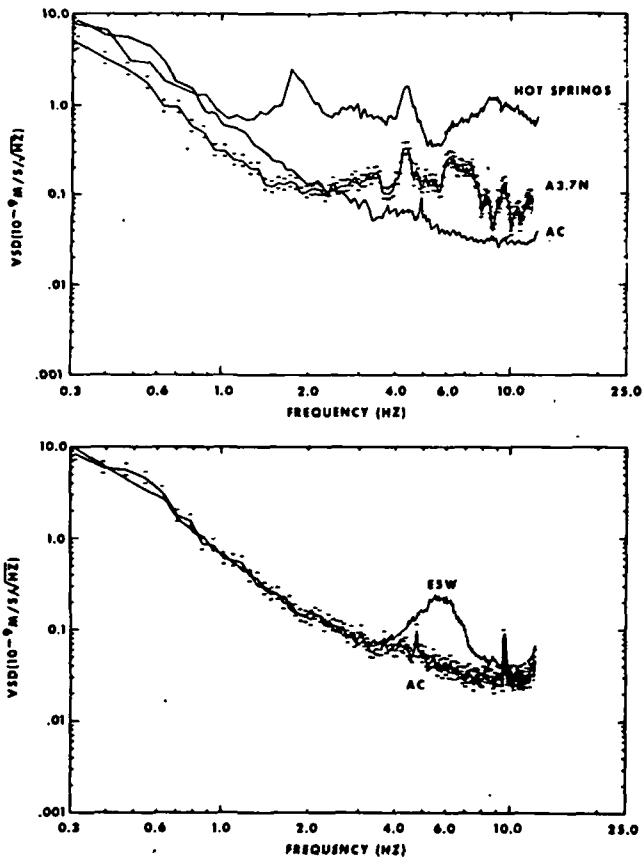 10.0
1.0
0.1
.01
.001
VSD(10⁻⁹M/S/√HZ)
HOT SPRINGS
A3.7N
AC
0.3 0.6 1.0 2.0 4.0 6.0 10.0 25.0
FREQUENCY (HZ)
10.0
1.0
0.1
.01
.001
VSD(10⁻⁹M/S/√HZ)
ESW
AC
0.3 0.6 1.0 2.0 4.0 6.0 10.0 25.0
FREQUENCY (HZ)